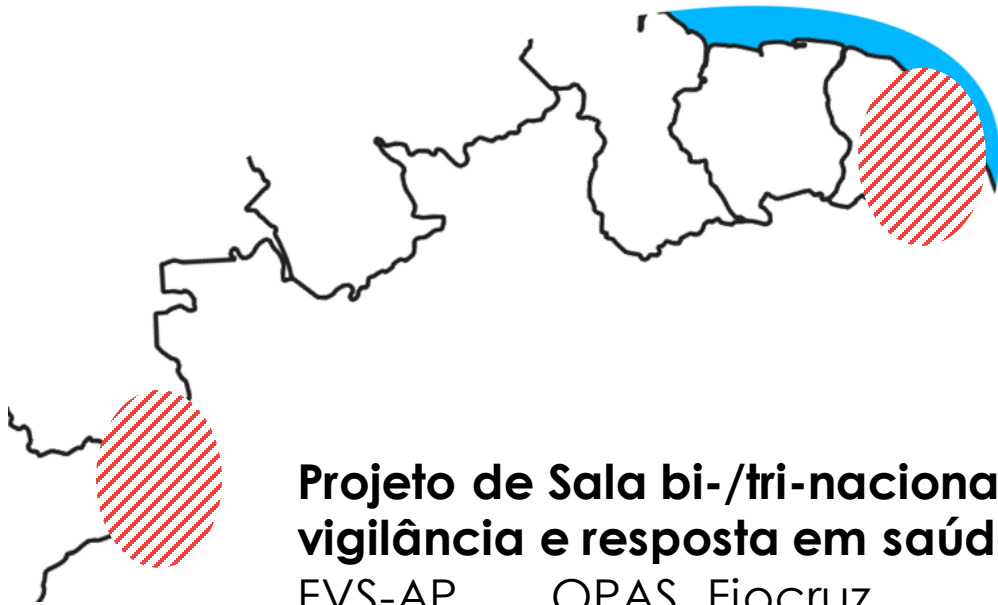 Projeto de Sala bi-/tri-naciona
vigilância e resposta em saúd
EVS-AP OPAS Fiocruz